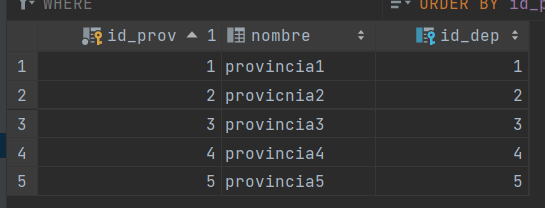 WHERE ORDER BY id_p
id_prov 1 nombre id_dep
1 1 provincia1 1
2 2 provicnia2 2
3 3 provincia3 3
4 4 provincia4 4
5 5 provincia5 5